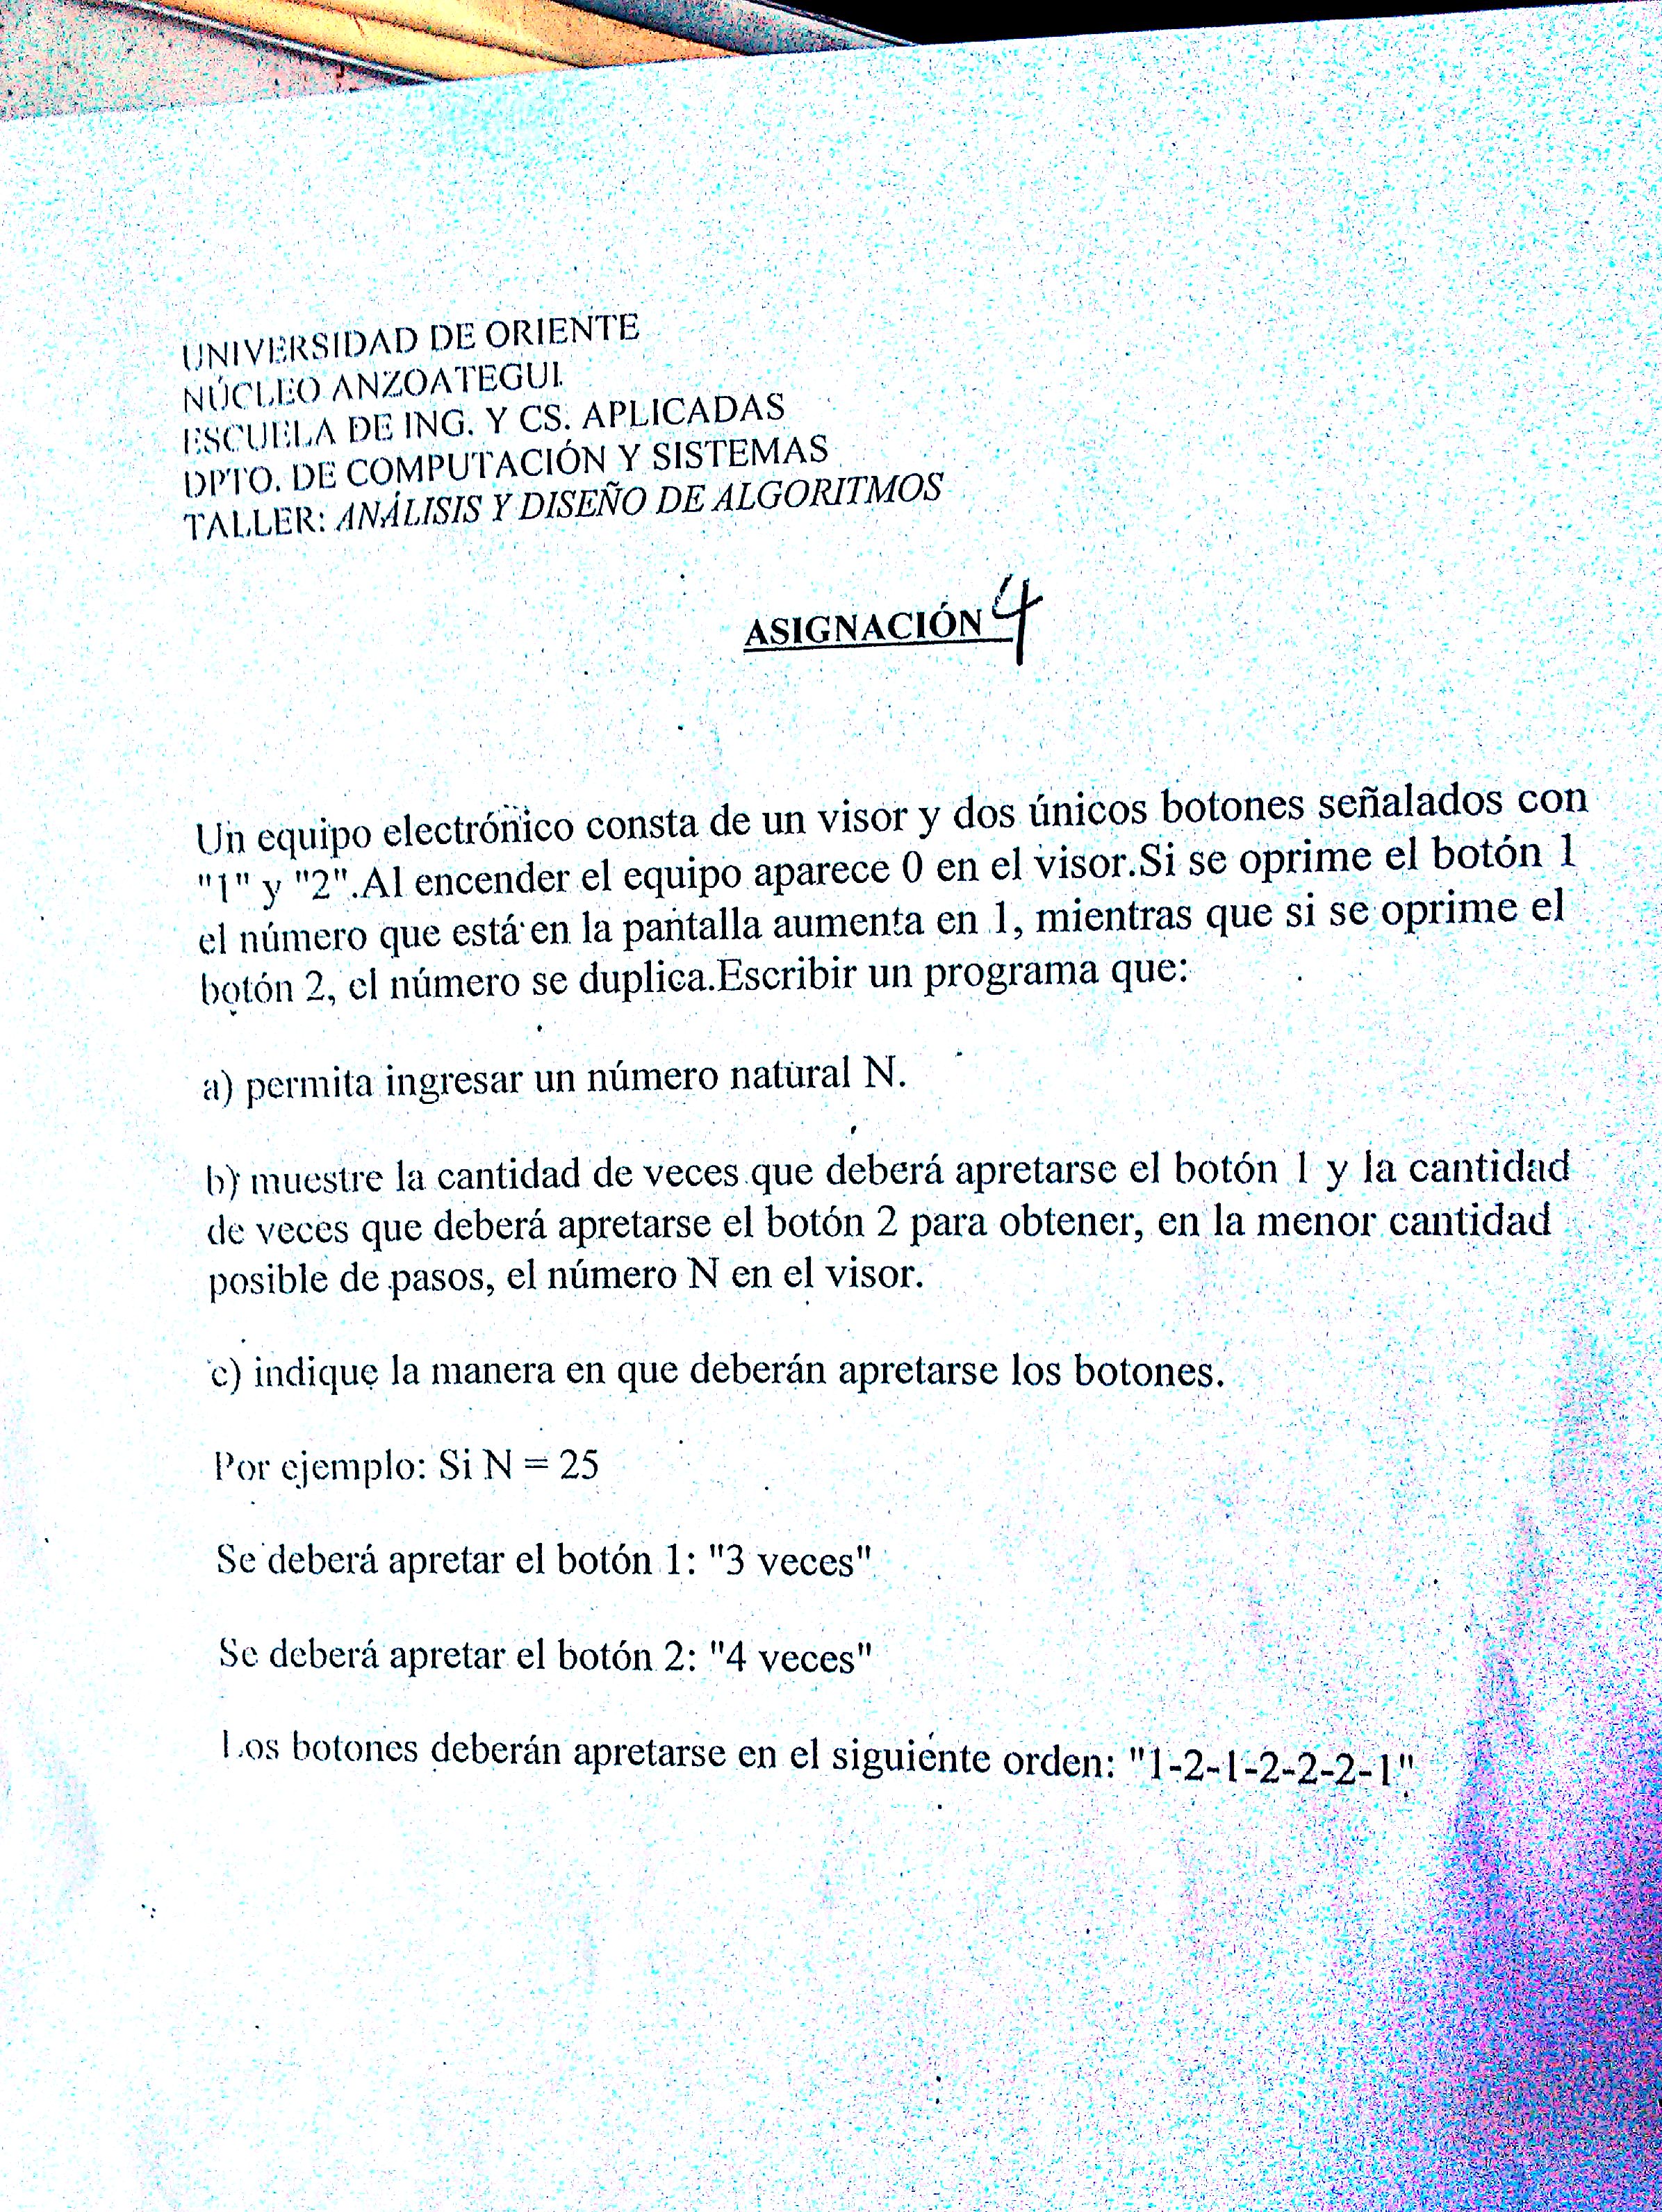 UNIVERSIDAD DE ORIENTE
NÚCLEO ANZOATEGUI.
ESCUELA DE ING. Y CS. APLICADAS
DPTO. DE COMPUTACIÓN Y SISTEMAS
TALLER: ANÁLISIS Y DISEÑO DE ALGORITMOS
ASIGNACIÓN 4
Un equipo electrónico consta de un visor y dos únicos botones señalados con
"1" y "2".Al encender el equipo aparece 0 en el visor.Si se oprime el botón 1
el número que está en la pantalla aumenta en 1, mientras que si se oprime el
botón 2, el número se duplica.Escribir un programa que:
a) permita ingresar un número natural N.
b) muestre la cantidad de veces que deberá apretarse el botón 1 y la cantidad
de veces que deberá apretarse el botón 2 para obtener, en la menor cantidad
posible de pasos, el número N en el visor.
c) indique la manera en que deberán apretarse los botones.
Por ejemplo: Si N = 25
Se deberá apretar el botón 1: "3 veces"
Se deberá apretar el botón 2: "4 veces"
Los botones deberán apretarse en el siguiente orden: "1-2-1-2-2-2-1"